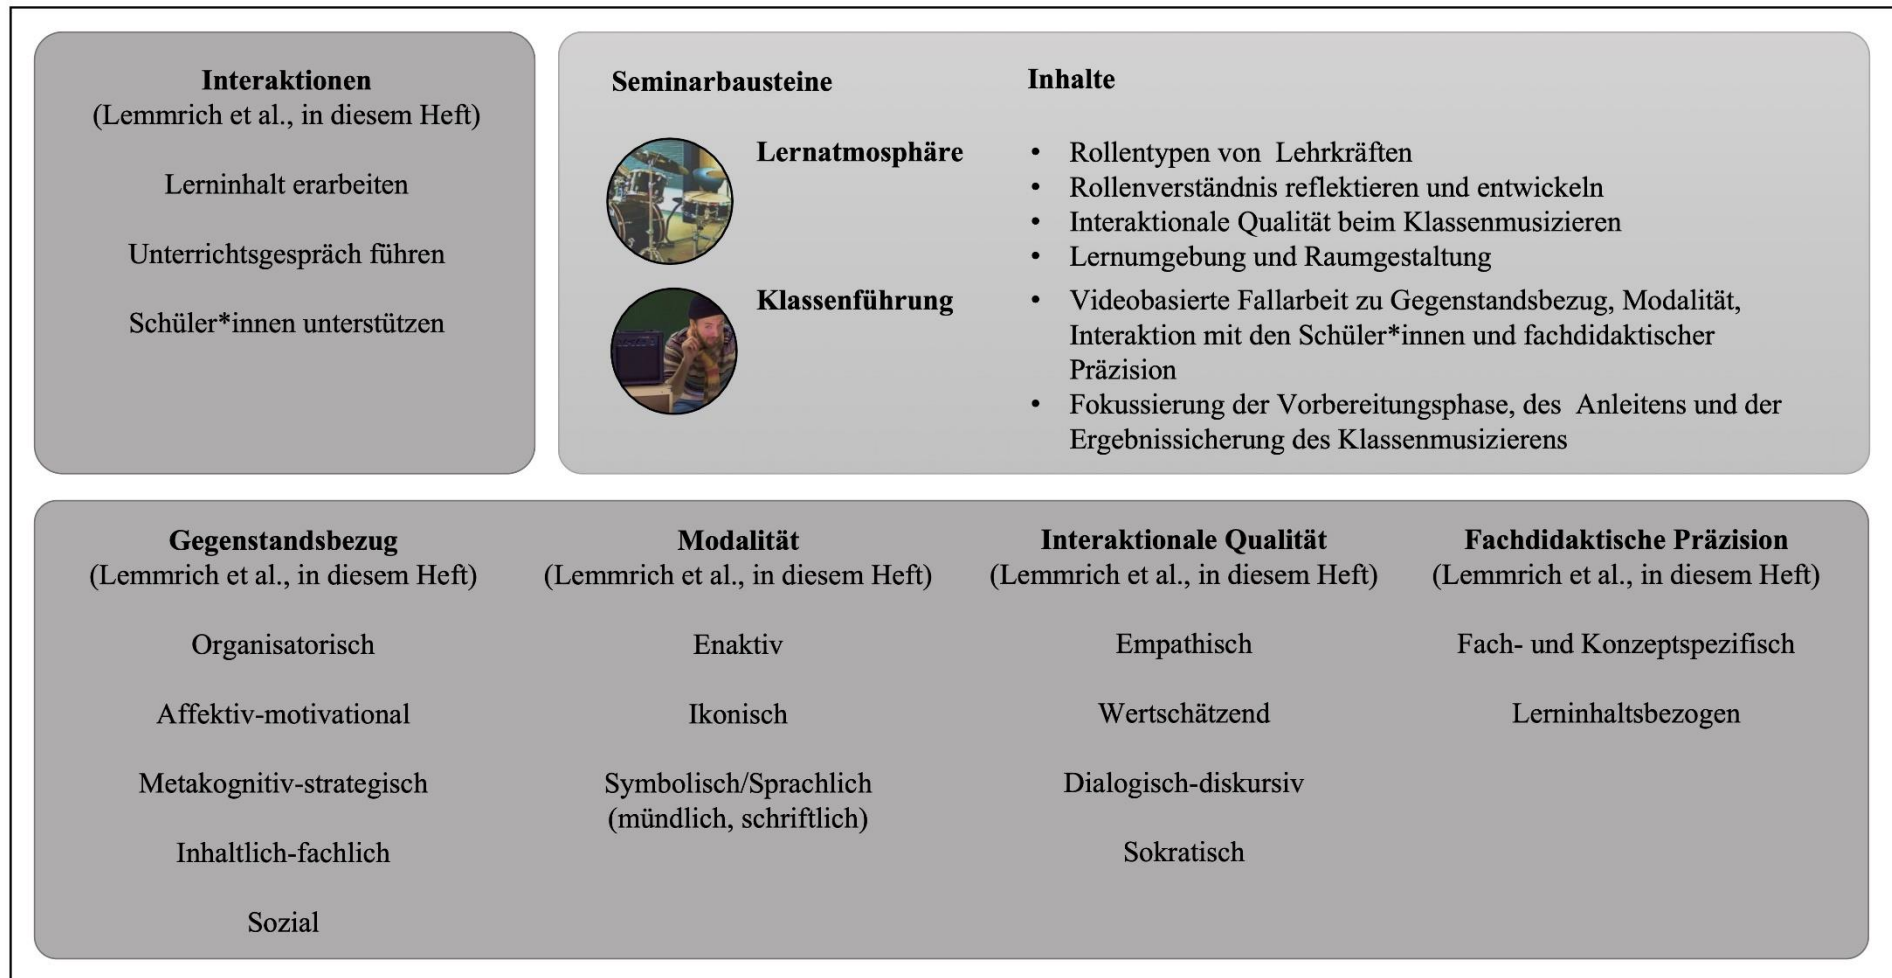 Interaktionen
(Lemmrich et al., in diesem Heft)
Lerninhalt erarbeiten
Unterrichtsgespräch führen
Schüler*innen unterstützen
Seminarbausteine
Inhalte
Lernatmosphäre
• Rollentypen von Lehrkräften
• Rollenverständnis reflektieren und entwickeln
• Interaktionale Qualität beim Klassenmusizieren
• Lernumgebung und Raumgestaltung
Klassenführung
• Videobasierte Fallarbeit zu Gegenstandsbezug, Modalität,
Interaktion mit den Schüler*innen und fachdidaktischer
Präzision
• Fokussierung der Vorbereitungsphase, des Anleitens und der
Ergebnissicherung des Klassenmusizierens
Gegenstandsbezug
(Lemmrich et al., in diesem Heft)
Organisatorisch
Affektiv-motivational
Metakognitiv-strategisch
Inhaltlich-fachlich
Sozial
Modalität
(Lemmrich et al., in diesem Heft)
Enaktiv
Ikonisch
Symbolisch/Sprachlich
(mündlich, schriftlich)
Interaktionale Qualität
(Lemmrich et al., in diesem Heft)
Empathisch
Wertschätzend
Dialogisch-diskursiv
Sokratisch
Fachdidaktische Präzision
(Lemmrich et al., in diesem Heft)
Fach- und Konzeptspezifisch
Lerninhaltsbezogen